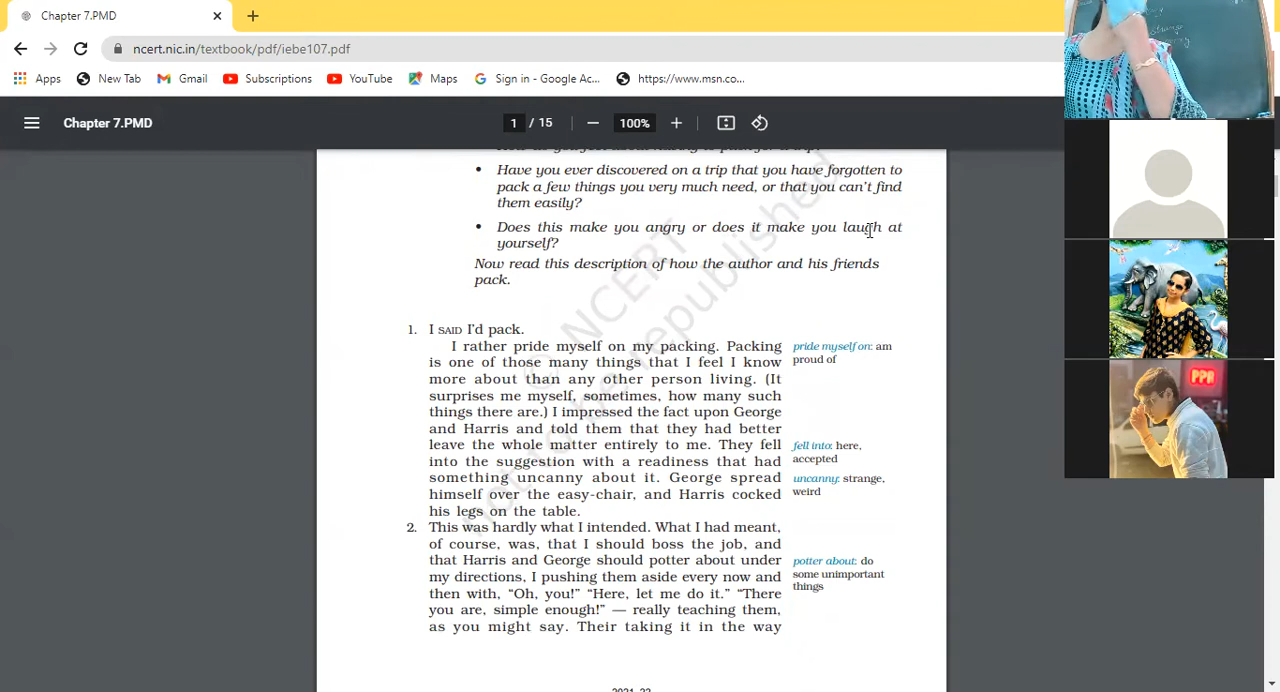 Chapter 7.PMD
ncert.nic.in/textbook/pdf/iebe107.pdf
Apps New Tab Gmail Subscriptions YouTube Maps Sign in - Google Ac... https://www.msn.co...
Chapter 7.PMD 1 / 15 100%
• Have you ever discovered on a trip that you have forgotten to
pack a few things you very much need, or that you can't find
them easily?
• Does this make you angry or does it make you laugh at
yourself?
Now read this description of how the author and his friends
pack.
1. I SAID I'd pack.
I rather pride myself on my packing. Packing
is one of those many things that I feel I know
more about than any other person living. (It
surprises me myself, sometimes, how many such
things there are.) I impressed the fact upon George
and Harris and told them that they had better
leave the whole matter entirely to me. They fell
into the suggestion with a readiness that had
something uncanny about it. George spread
himself over the easy-chair, and Harris cocked
his legs on the table.
2. This was hardly what I intended. What I had meant,
of course, was, that I should boss the job, and
that Harris and George should potter about under
my directions, I pushing them aside every now and
then with, “Oh, you!” “Here, let me do it.” “There
you are, simple enough!” — really teaching them,
as you might say. Their taking it in the way
pride myself on: am
proud of
fell into: here,
accepted
uncanny: strange,
weird
potter about: do
some unimportant
things
© NCERT
not to be republished
2021-22
PPR